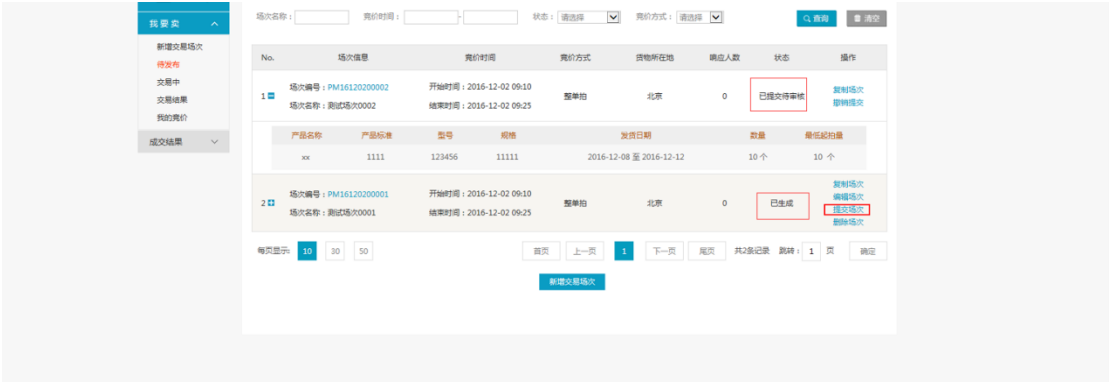 我要卖
新增交易场次
待发布
交易中
交易结果
我的竞价
成交结果
场次名称： 竞价时间： - 状态： 请选择 竞价方式： 请选择 查询 清空
No. 场次信息 竞价时间 竞价方式 货物所在地 响应人数 状态 操作
1 场次编号：PM16120200002 开始时间：2016-12-02 09:10 整单拍 北京 0 已提交待审核 复制场次
场次名称：测试场次0002 结束时间：2016-12-02 09:25 撤销提交
产品名称 产品标准 型号 规格 发货日期 数量 最低起拍量
xx 1111 123456 11111 2016-12-08 至 2016-12-12 10 个 10 个
2 场次编号：PM16120200001 开始时间：2016-12-02 09:10 整单拍 北京 0 已生成 复制场次
编辑场次
场次名称：测试场次0001 结束时间：2016-12-02 09:25 提交场次
删除场次
每页显示: 10 30 50 首页 上一页 1 下一页 尾页 共2条记录 跳转： 1 页 确定
新增交易场次